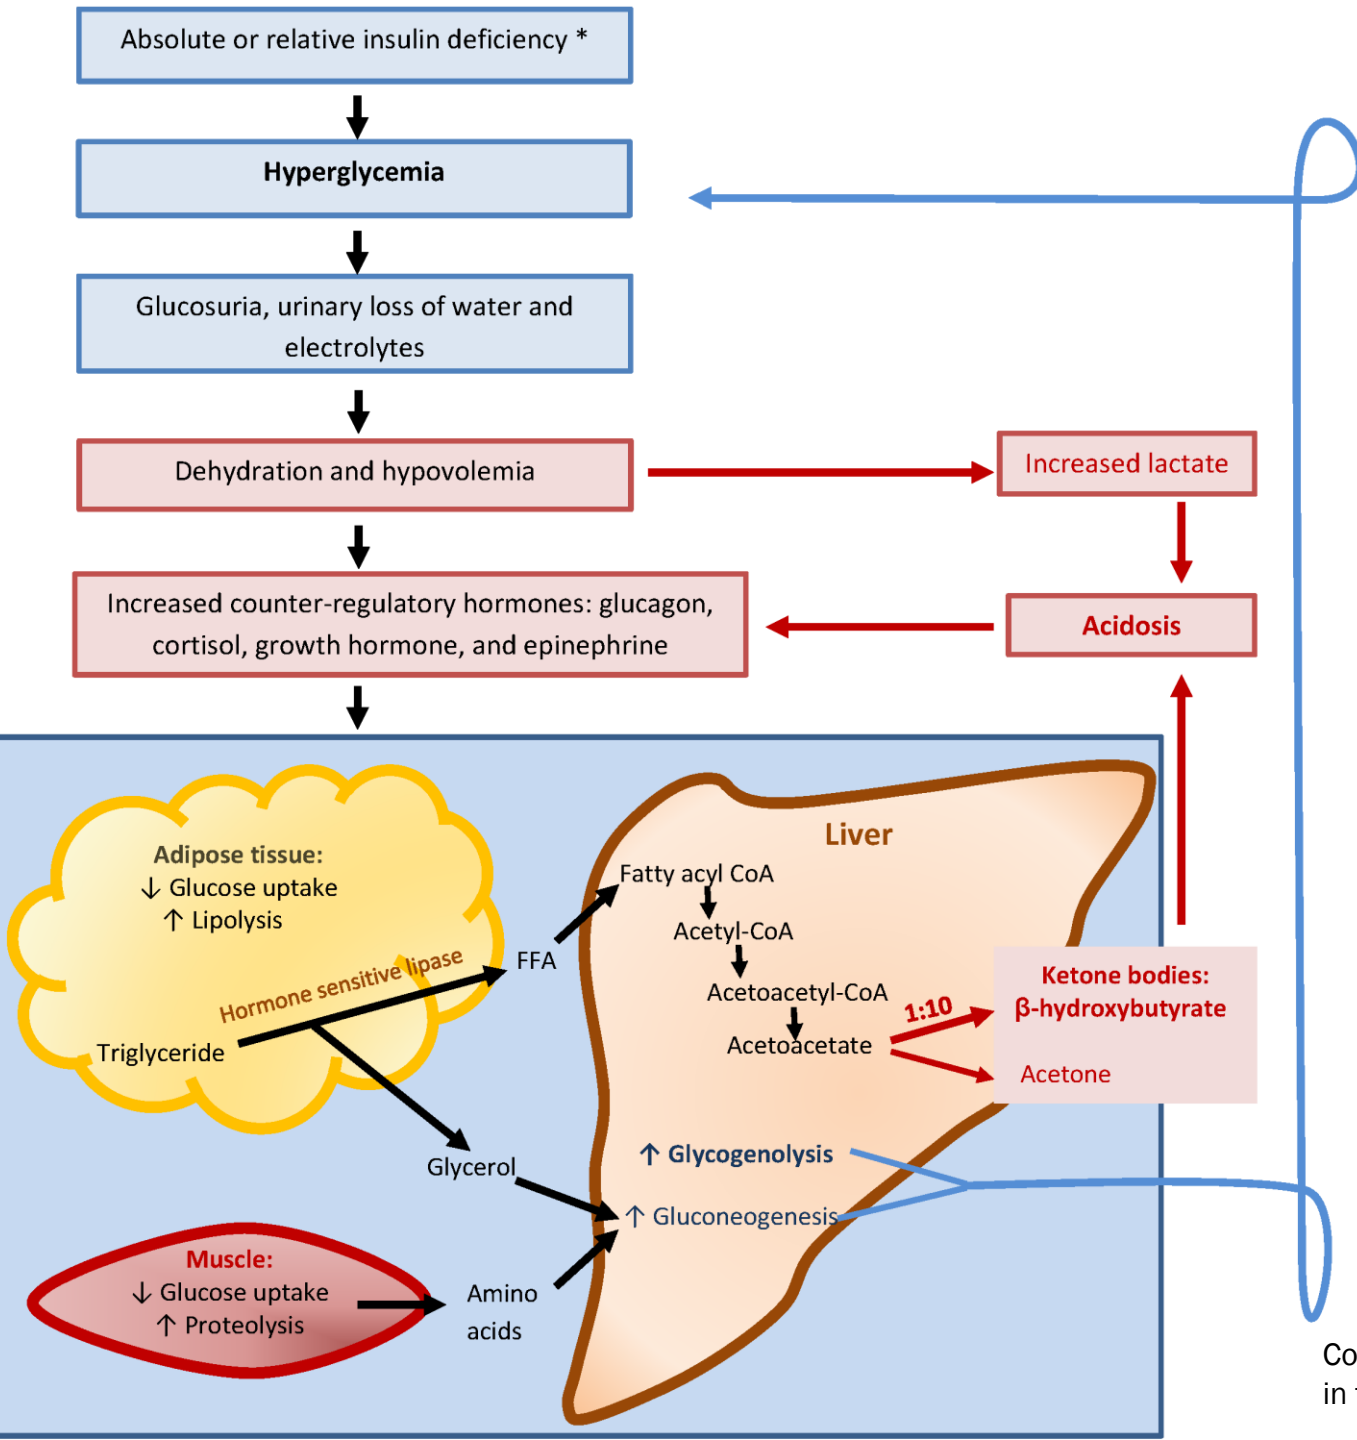 Absolute or relative insulin deficiency *
Hyperglycemia
Glucosuria, urinary loss of water and
electrolytes
Dehydration and hypovolemia
Increased lactate
Increased counter-regulatory hormones: glucagon,
cortisol, growth hormone, and epinephrine
Acidosis
Adipose tissue:
↓ Glucose uptake
↑ Lipolysis
Hormone sensitive lipase
Triglyceride
FFA
Glycerol
Muscle:
↓ Glucose uptake
↑ Proteolysis
Amino
acids
Liver
Fatty acyl CoA
Acetyl-CoA
Acetoacetyl-CoA
Acetoacetate
1:10
Ketone bodies:
β-hydroxybutyrate
Acetone
↑ Glycogenolysis
↑ Gluconeogenesis
in